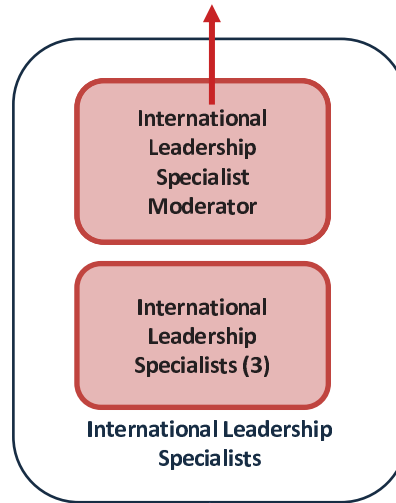 International
Leadership
Specialist
Moderator
International
Leadership
Specialists (3)
International Leadership
Specialists